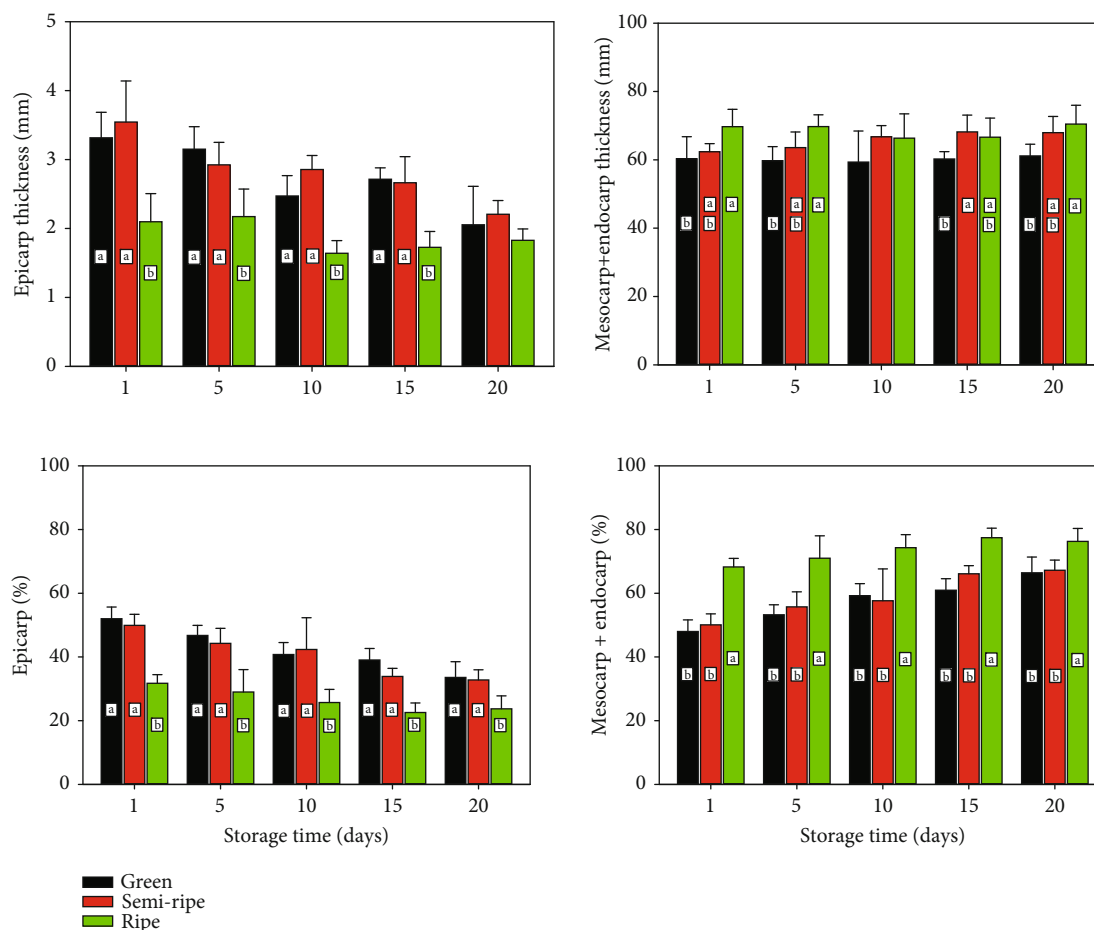 Epicarp thickness (mm)
5
4
3
2
1
0
a a b
a a b
a a b
a a b
1 5 10 15 20
Mesocarp+endocarp thickness (mm)
100
80
60
40
20
0
a a
b b
a a
b b
a a
b b
a a
b b
1 5 10 15 20
Epicarp (%)
100
80
60
40
20
0
a a b
a a b
a a b
a a b
a a b
1 5 10 15 20
Storage time (days)
Mesocarp + endocarp (%)
100
80
60
40
20
0
b b a
b b a
b b a
b b a
b b a
1 5 10 15 20
Storage time (days)
Green
Semi-ripe
Ripe